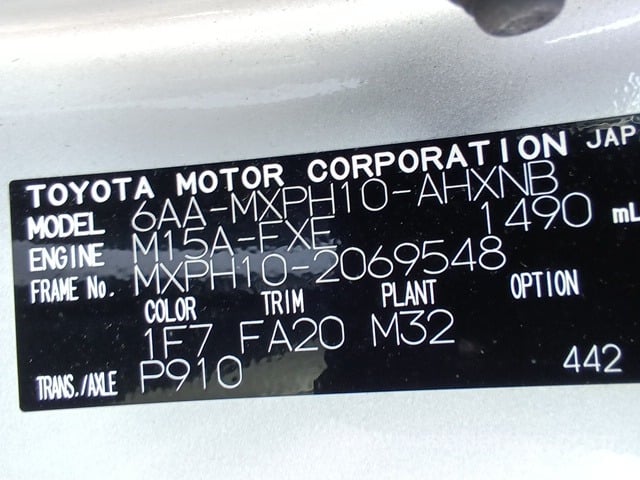 TOYOTA MOTOR CORPORATION JAP
MODEL 6AA-MXPH10-AHXNB
ENGINE M15A-FXE 1490 mL
FRAME No. MXPH10-2069548
COLOR TRIM PLANT OPTION
1F7 FA20 M32
TRANS./AXLE P910 442